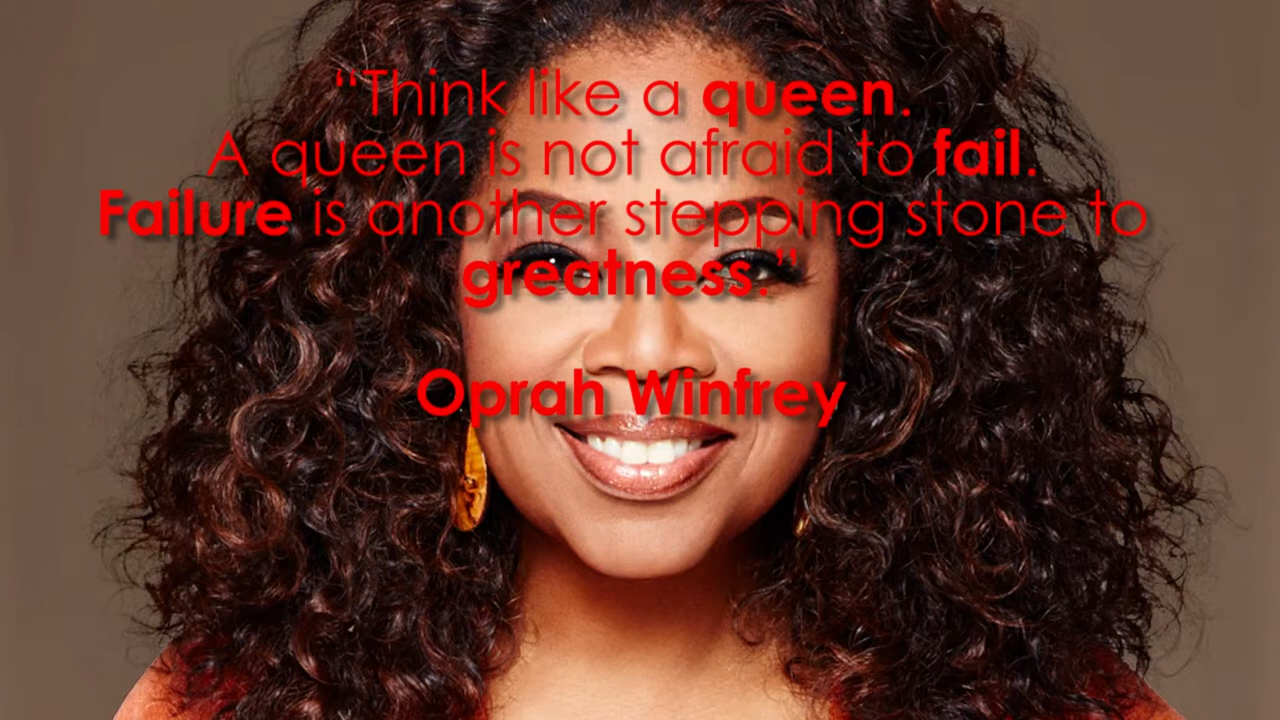 “Think like a queen.
A queen is not afraid to fail.
Failure is another stepping stone to
greatness.”
Oprah Winfrey